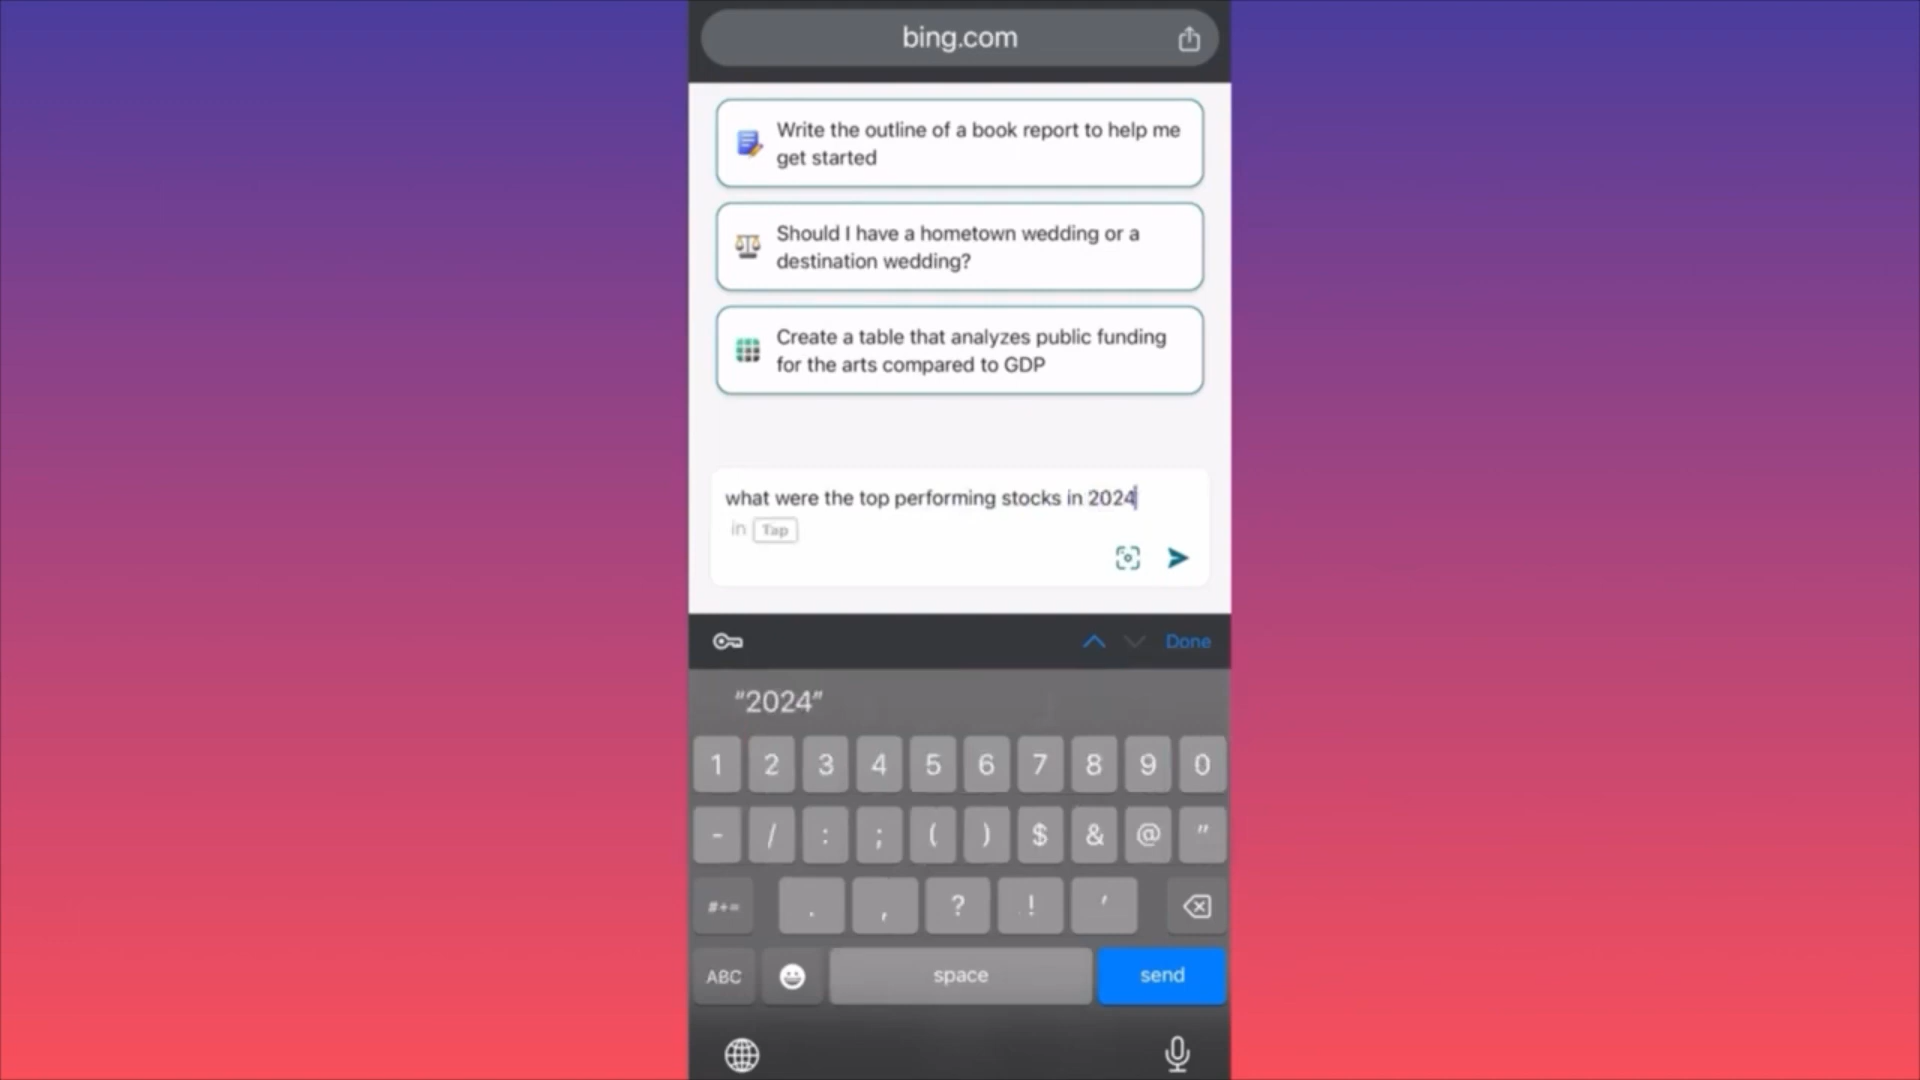 bing.com
Write the outline of a book report to help me
get started
Should I have a hometown wedding or a
destination wedding?
Create a table that analyzes public funding
for the arts compared to GDP
what were the top performing stocks in 2024
in Tap
Done
“2024”
1 2 3 4 5 6 7 8 9 0
- / : ; ( ) $ & @ "
#+= . , ? ! '
ABC space send